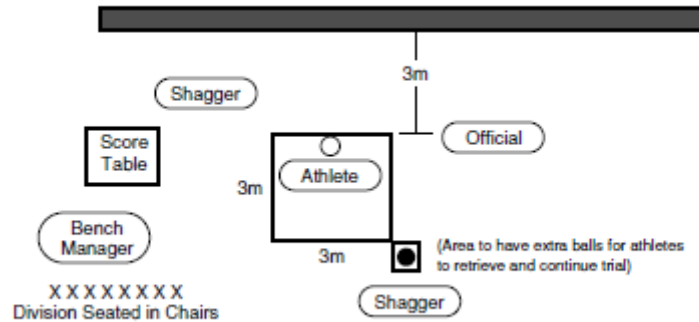 3m
Shagger
Score
Table
Official
Athlete
3m
Bench
Manager
3m
(Area to have extra balls for athletes
to retrieve and continue trial)
X X X X X X X X
Division Seated in Chairs
Shagger